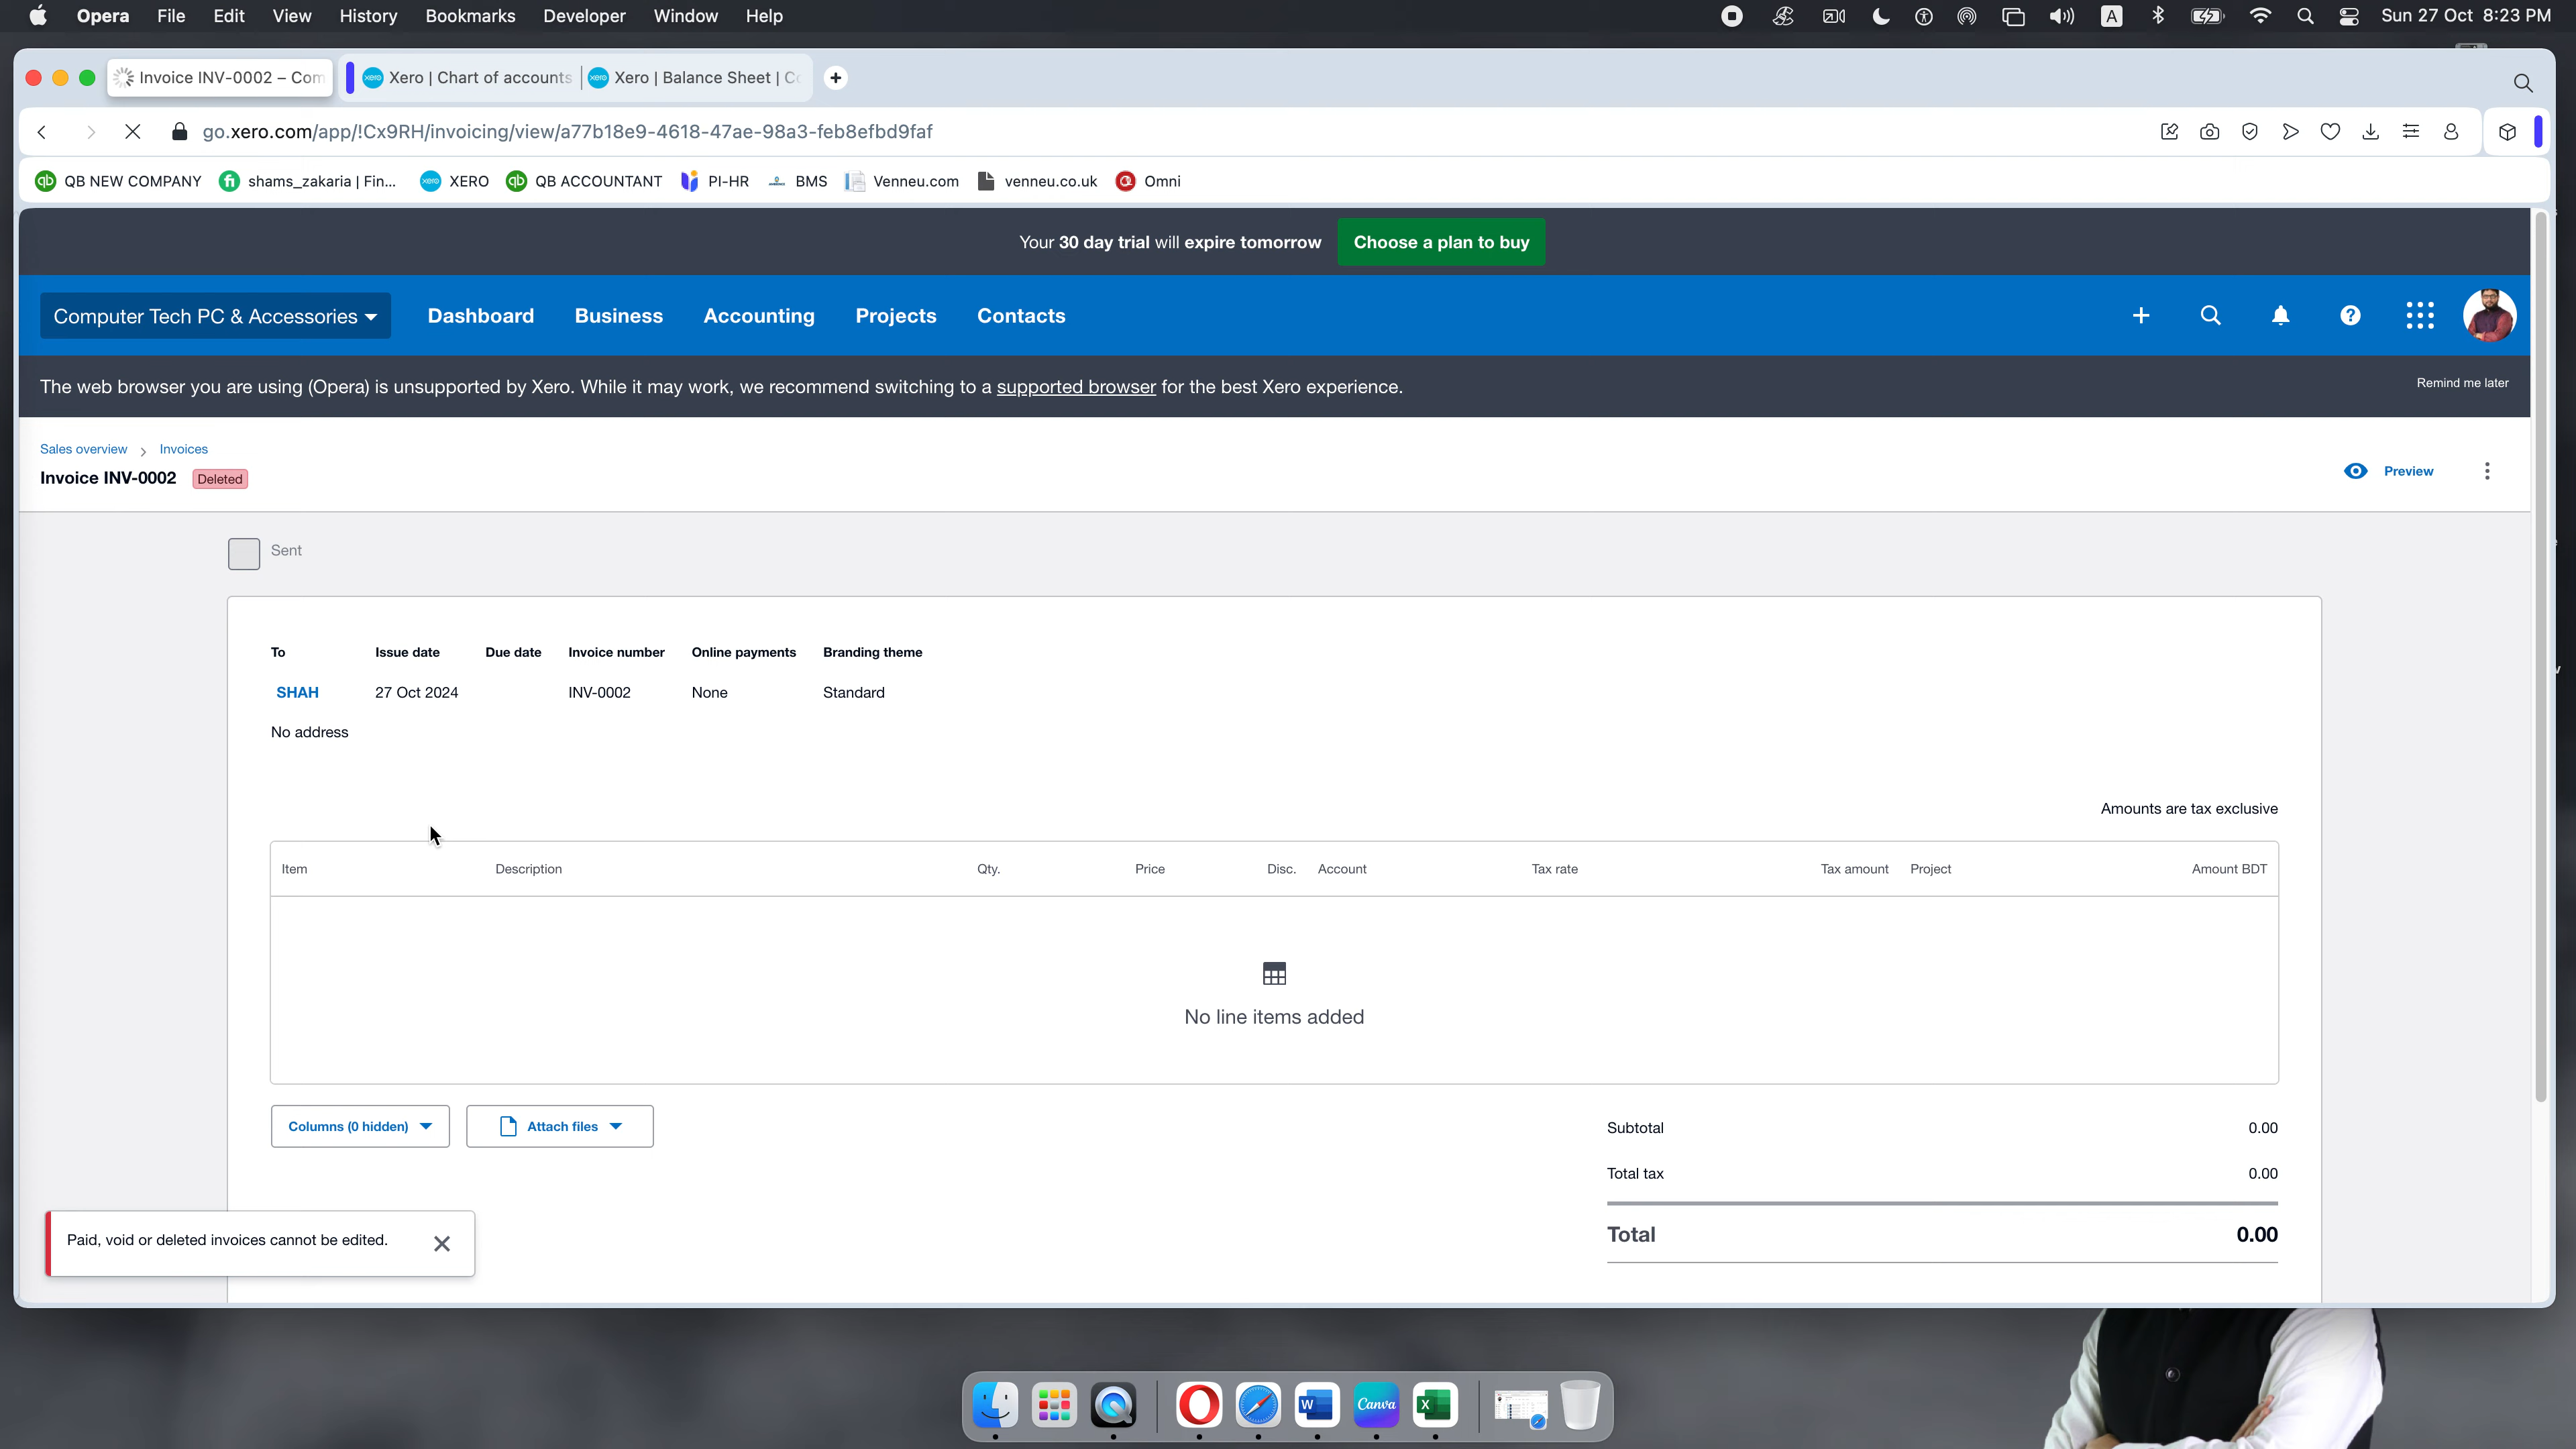 Opera File Edit View History Bookmarks Developer Window Help A Sun 27 Oct 8:23 PM
Invoice INV-0002 – Com xero Xero | Chart of accounts xero Xero | Balance Sheet | Co
go.xero.com/app/!Cx9RH/invoicing/view/a77b18e9-4618-47ae-98a3-feb8efbd9faf
qb QB NEW COMPANY fi shams_zakaria | Fin... xero XERO qb QB ACCOUNTANT PI-HR BMS Venneu.com venneu.co.uk Omni
Your 30 day trial will expire tomorrow Choose a plan to buy
Computer Tech PC & Accessories Dashboard Business Accounting Projects Contacts
The web browser you are using (Opera) is unsupported by Xero. While it may work, we recommend switching to a supported browser for the best Xero experience. Remind me later
Sales overview Invoices
Invoice INV-0002 Deleted Preview
Sent
To Issue date Due date Invoice number Online payments Branding theme
SHAH 27 Oct 2024 INV-0002 None Standard
No address
Amounts are tax exclusive
Item Description Qty. Price Disc. Account Tax rate Tax amount Project Amount BDT
No line items added
Columns (0 hidden) Attach files
Subtotal 0.00
Total tax 0.00
Total 0.00
Paid, void or deleted invoices cannot be edited.
W Canva X